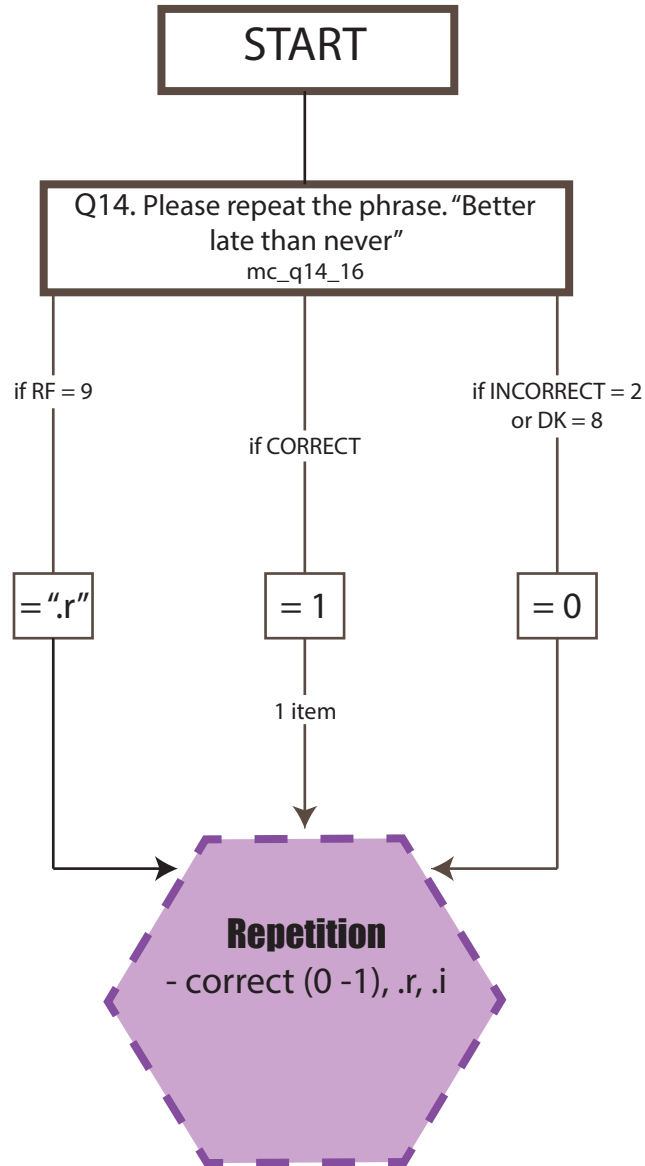 START
Q14. Please repeat the phrase. “Better
late than never”
mc_q14_16
if RF = 9
if CORRECT
if INCORRECT = 2
or DK = 8
= “.r”
= 1
= 0
1 item
Repetition
- correct (0 -1), .r, .i